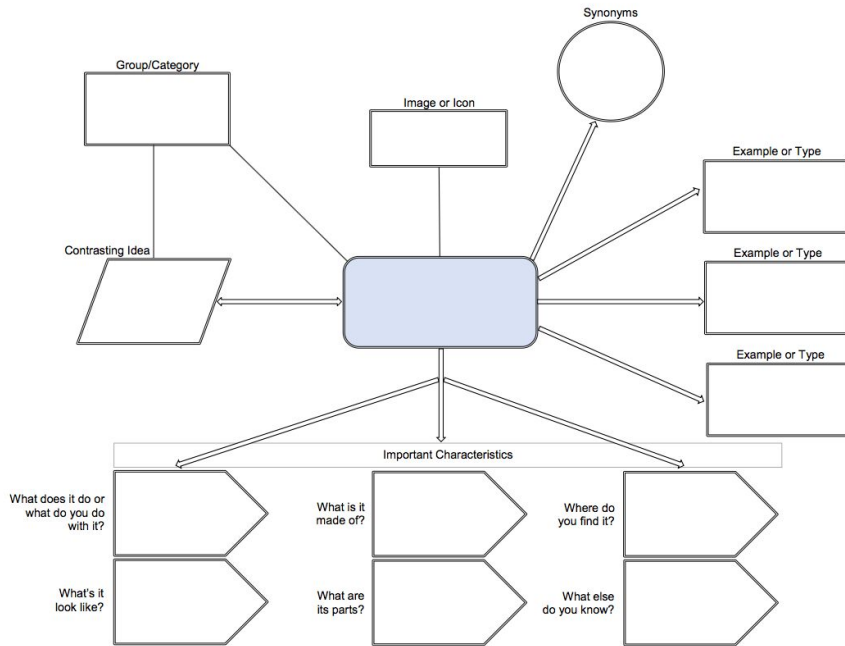 Synonyms
Group/Category
Image or Icon
Example or Type
Contrasting Idea
Example or Type
Example or Type
Important Characteristics
What does it do or
what do you do
with it?
What is it
made of?
Where do
you find it?
What's it
look like?
What are
its parts?
What else
do you know?